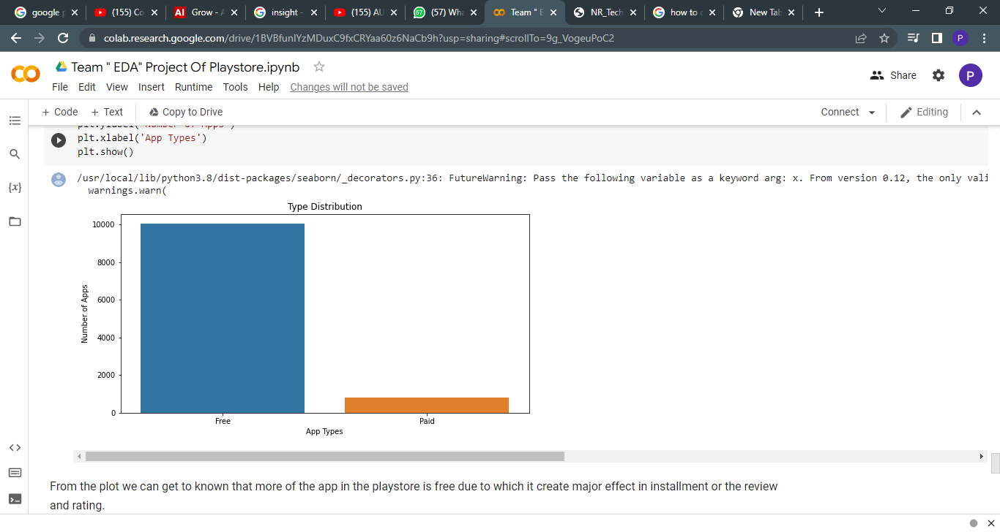 google p
(155) Co
AI Grow - A
insight -
(155) AU
57 (57) Wha
Team " E
NR_Tech
how to c
New Tab
colab.research.google.com/drive/1BVBfunIYzMDuxC9fxCRYaa60z6NaCb9h?usp=sharing#scrollTo=9g_VogeuPoC2
P
Team " EDA" Project Of Playstore.ipynb
File Edit View Insert Runtime Tools Help Changes will not be saved
Share
P
+ Code + Text Copy to Drive
Connect
Editing
plt.ylabel('Number of Apps')
plt.xlabel('App Types')
plt.show()
{x}
/usr/local/lib/python3.8/dist-packages/seaborn/_decorators.py:36: FutureWarning: Pass the following variable as a keyword arg: x. From version 0.12, the only vali
warnings.warn(
Type Distribution
10000
8000
6000
4000
2000
0
Number of Apps
Free Paid
App Types
From the plot we can get to known that more of the app in the playstore is free due to which it create major effect in installment or the review
and rating.